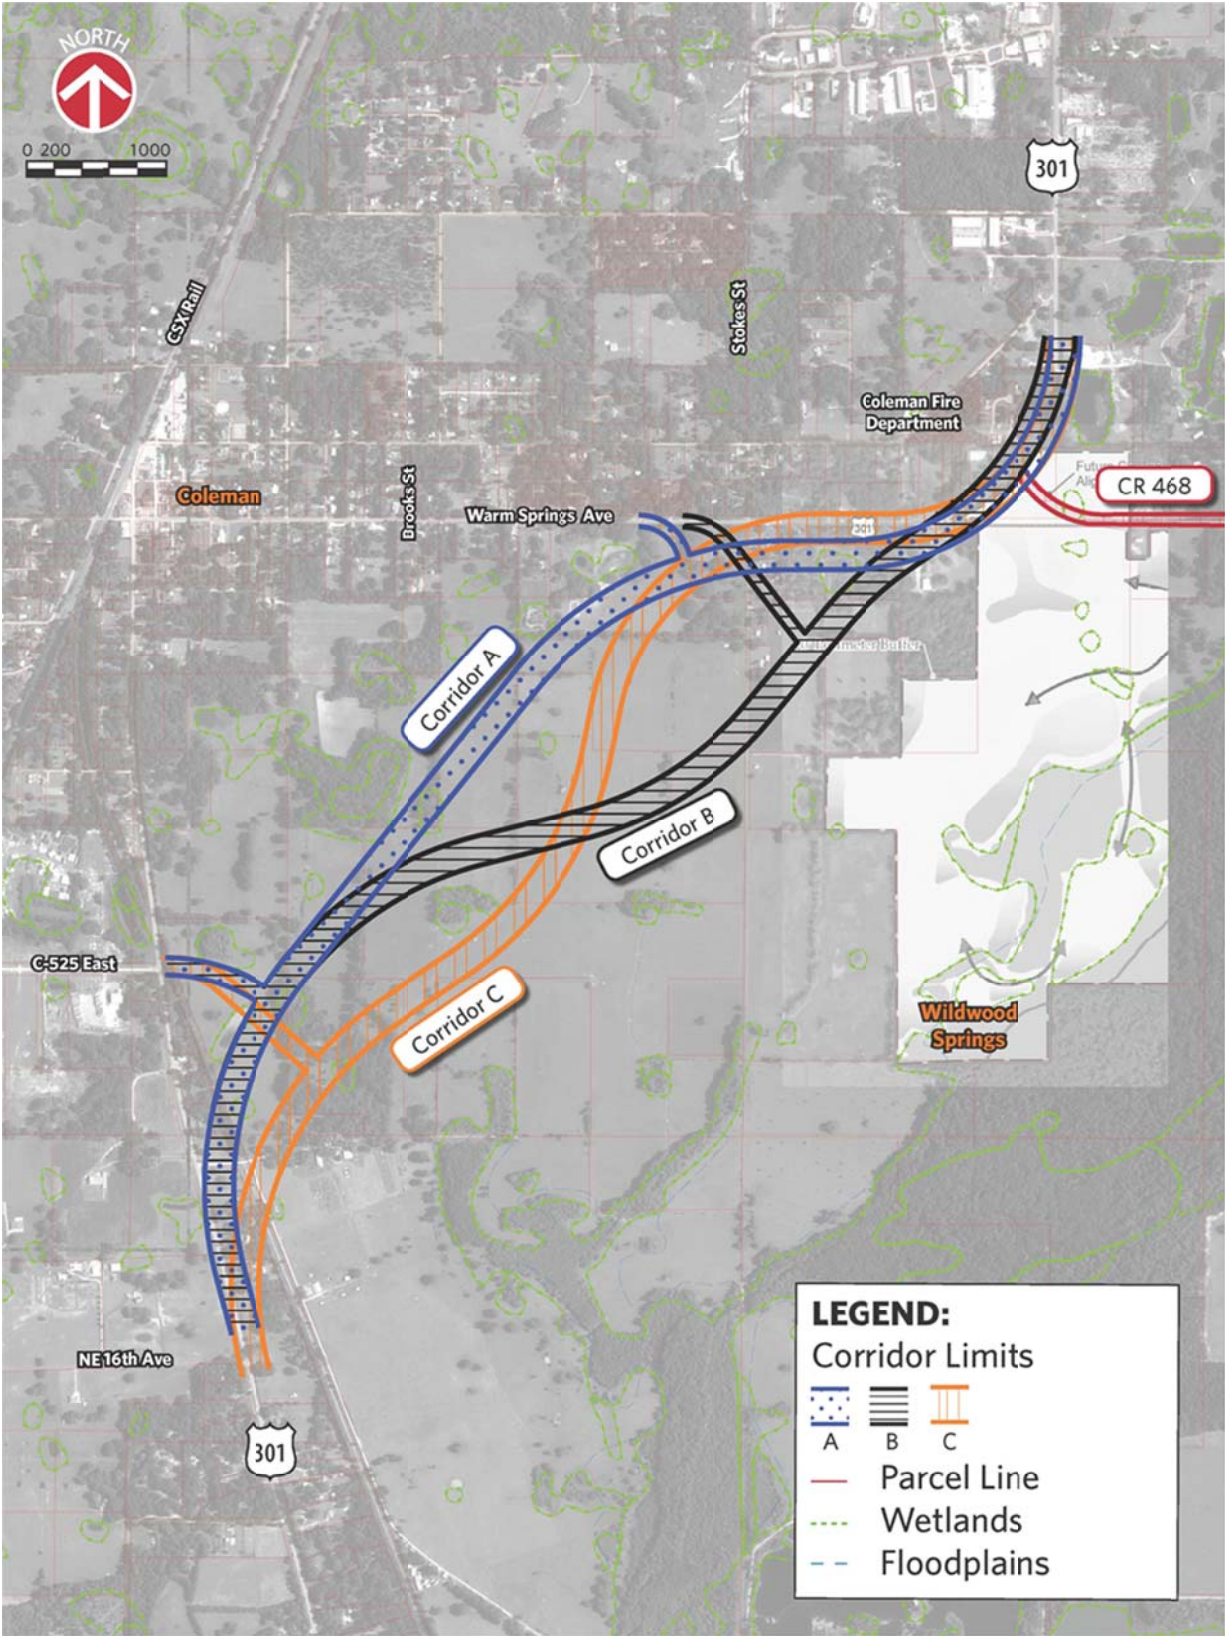 NORTH
0 200 1000
301
CSX Rail
Stokes St
Coleman Fire
Department
Future
CR 468
Coleman
Brooks St
Warm Springs Ave
301
Corridor A
Buffer
Corridor B
C-525 East
Corridor C
Wildwood
Springs
NE 16th Ave
301
LEGEND:
Corridor Limits
A B C
Parcel Line
Wetlands
Floodplains